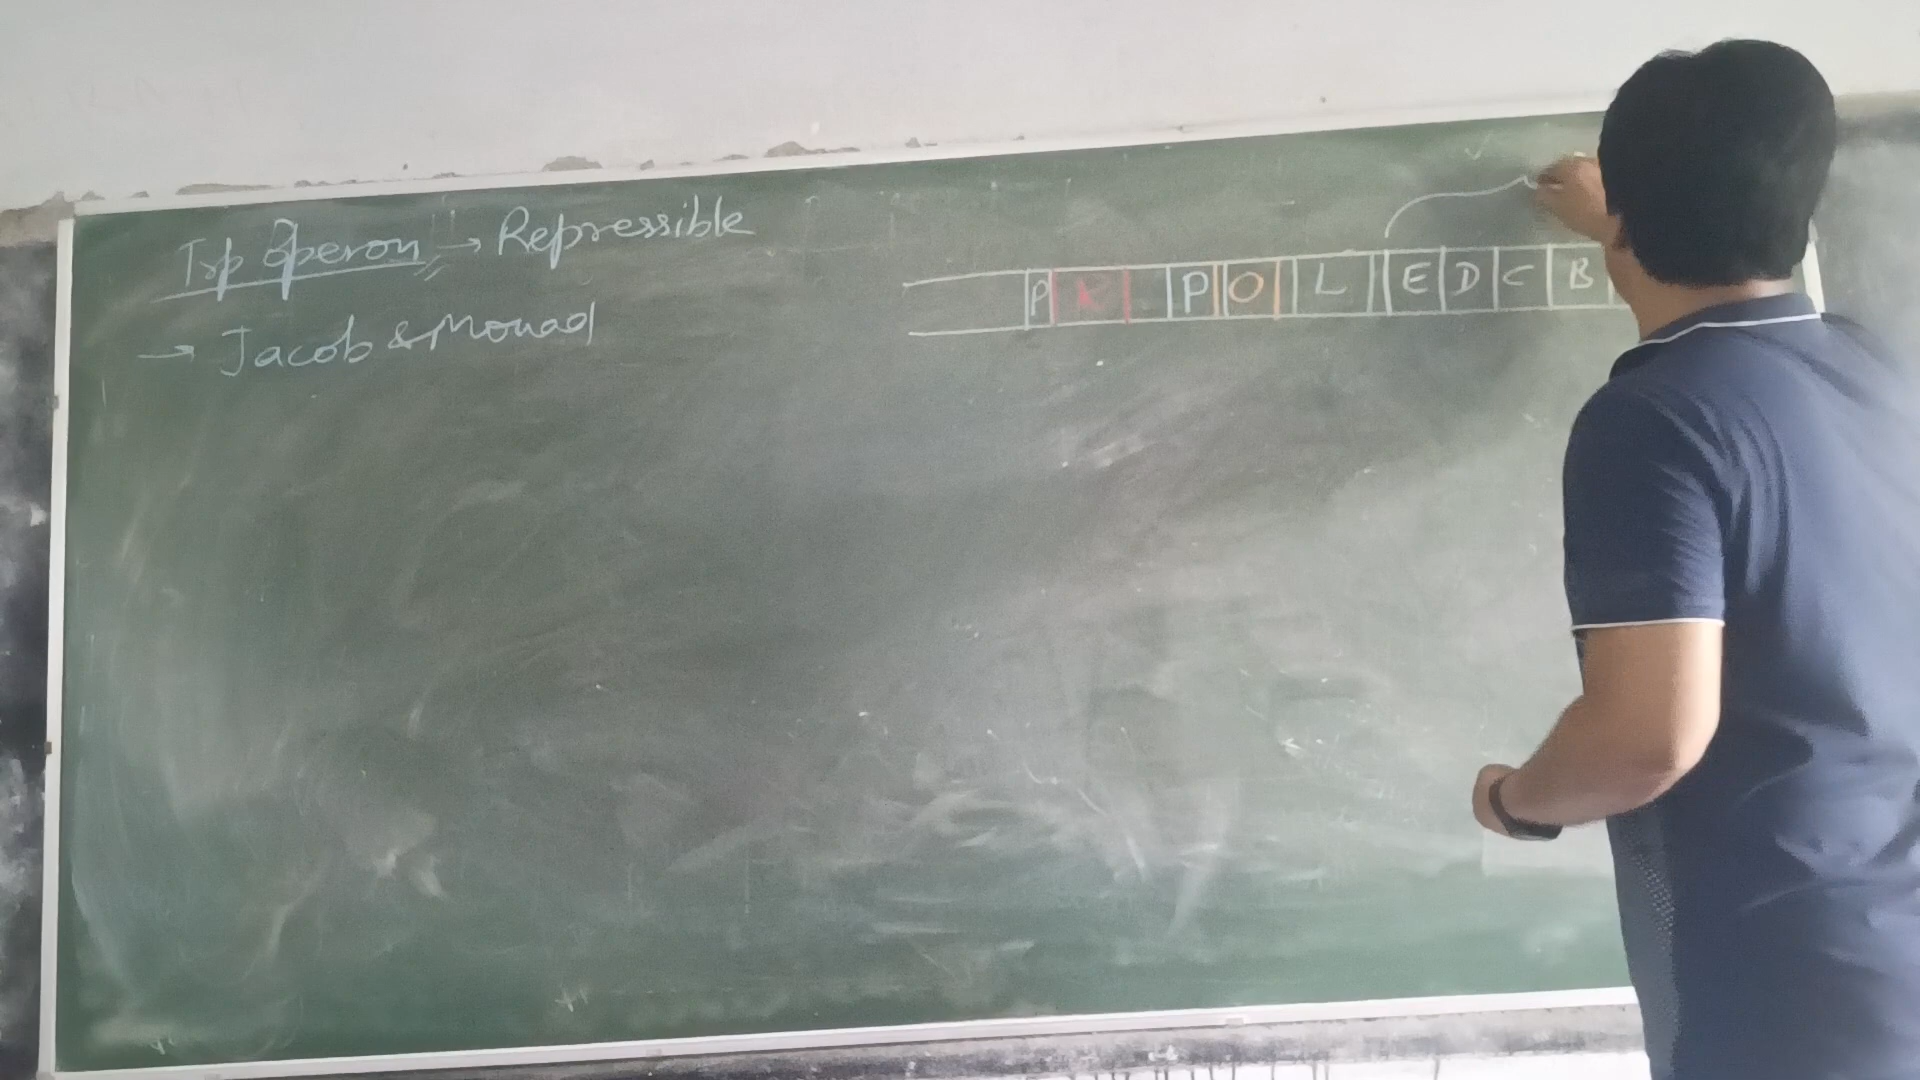 Trp Operon → Repressible
→ Jacob & Monad
P R P O L E D C B